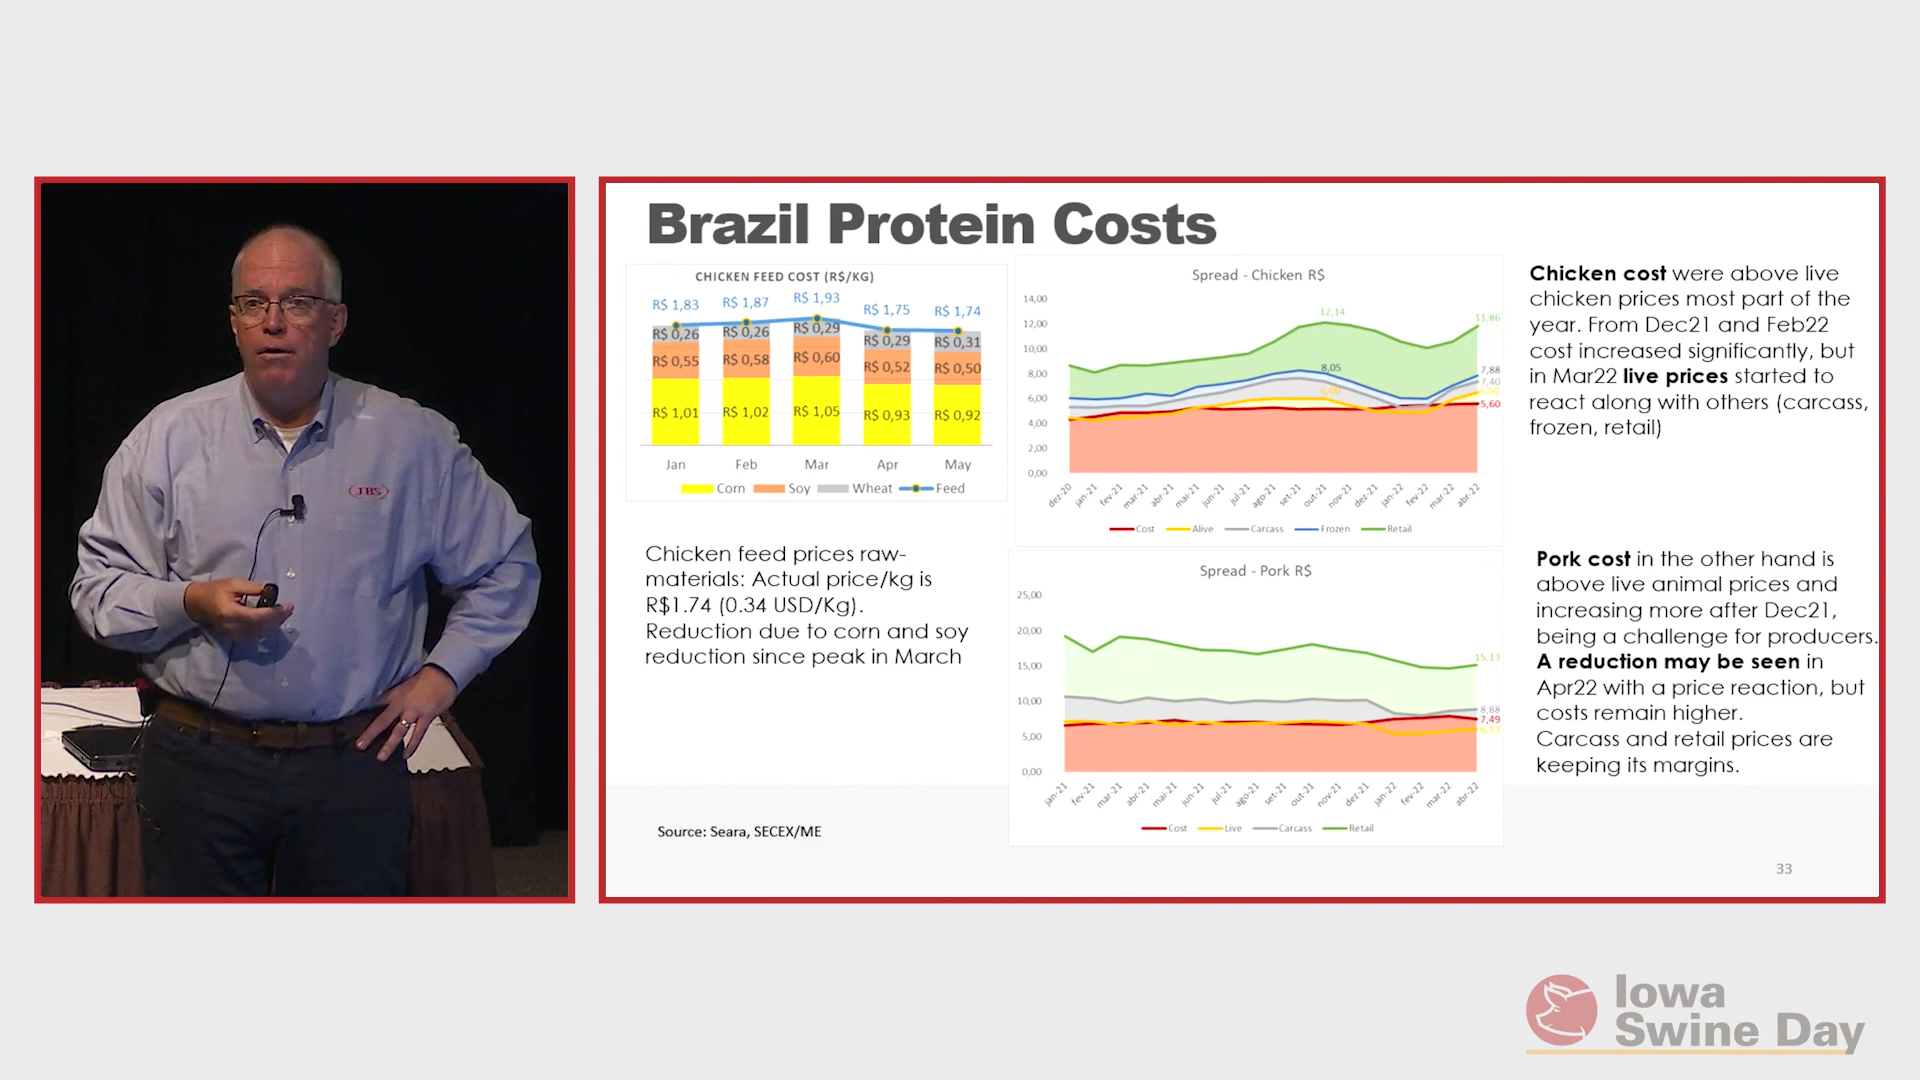 JBS
Brazil Protein Costs
CHICKEN FEED COST (R$/KG)
R$ 1,83 R$ 1,87 R$ 1,93 R$ 1,75 R$ 1,74
R$ 0,26 R$ 0,26 R$ 0,29 R$ 0,29 R$ 0,31
R$ 0,55 R$ 0,58 R$ 0,60 R$ 0,52 R$ 0,50
R$ 1,01 R$ 1,02 R$ 1,05 R$ 0,93 R$ 0,92
Jan Feb Mar Apr May
Corn Soy Wheat Feed
Chicken feed prices raw-
materials: Actual price/kg is
R$1.74 (0.34 USD/Kg).
Reduction due to corn and soy
reduction since peak in March
Source: Seara, SECEX/ME
Spread - Chicken R$
14,00
12,00
10,00
8,00
6,00
4,00
2,00
0,00
12,14
11,86
8,05
7,88
7,40
6,00
5,60
dez-20 jan-21 fev-21 mar-21 abr-21 mai-21 jun-21 jul-21 ago-21 set-21 out-21 nov-21 dez-21 jan-22 fev-22 mar-22 abr-22
Cost Alive Carcass Frozen Retail
Spread - Pork R$
25,00
20,00
15,00
10,00
5,00
0,00
15,13
8,88
7,49
jan-21 fev-21 mar-21 abr-21 mai-21 jun-21 jul-21 ago-21 set-21 out-21 nov-21 dez-21 jan-22 fev-22 mar-22 abr-22
Cost Live Carcass Retail
Chicken cost were above live
chicken prices most part of the
year. From Dec21 and Feb22
cost increased significantly, but
in Mar22 live prices started to
react along with others (carcass,
frozen, retail)
Pork cost in the other hand is
above live animal prices and
increasing more after Dec21,
being a challenge for producers.
A reduction may be seen in
Apr22 with a price reaction, but
costs remain higher.
Carcass and retail prices are
keeping its margins.
33
Iowa
Swine Day